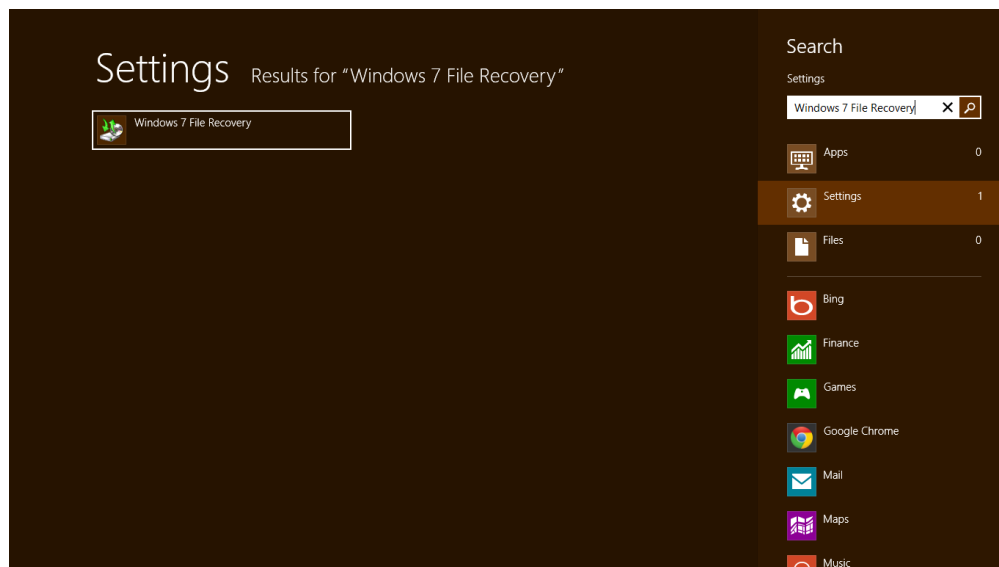 Settings Results for “Windows 7 File Recovery”
Windows 7 File Recovery
Search
Settings
Windows 7 File Recovery
Apps 0
Settings 1
Files 0
Bing
Finance
Games
Google Chrome
Mail
Maps
Music